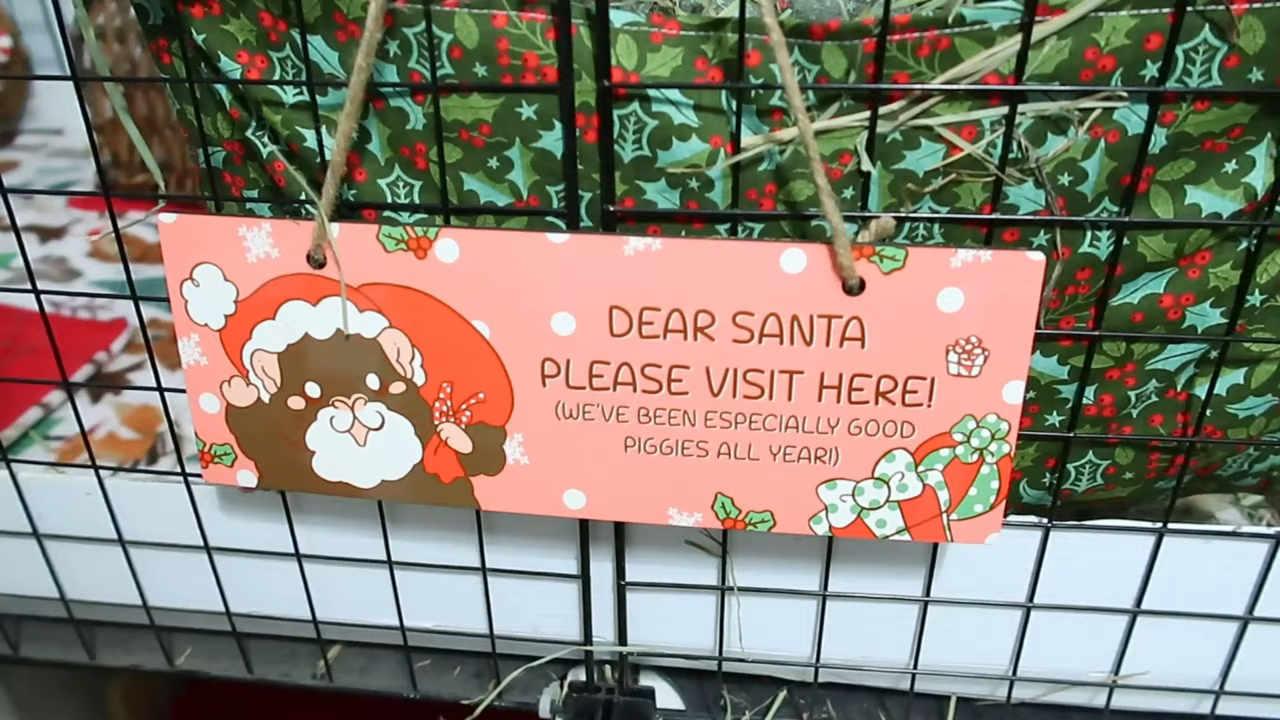 DEAR SANTA
PLEASE VISIT HERE!
(WE'VE BEEN ESPECIALLY GOOD
PIGGIES ALL YEAR!)